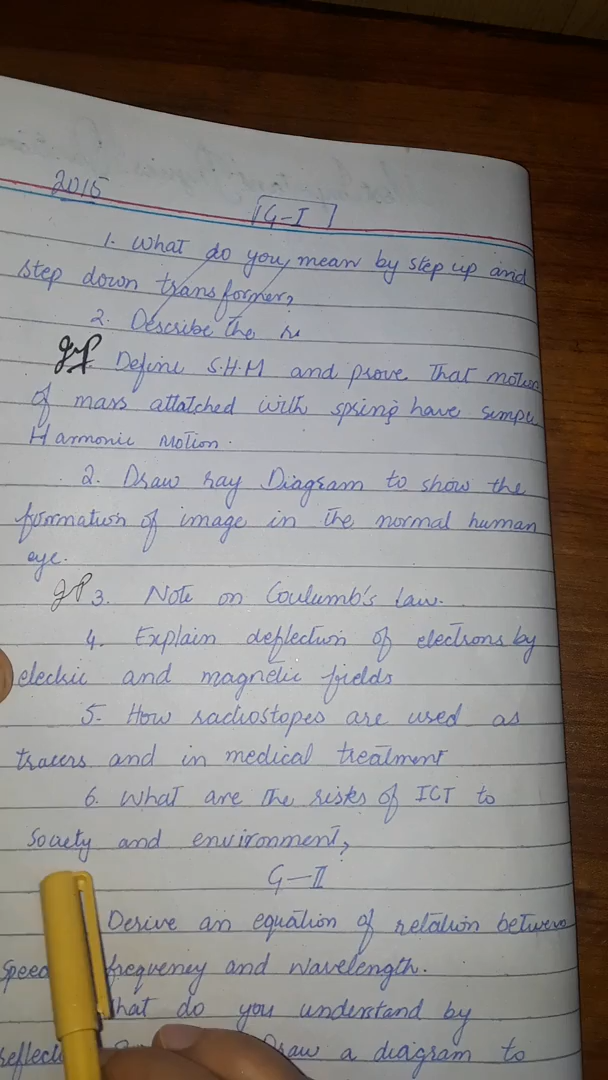 2015
G-I
1. What do you mean by step up and
step down transformer?
2. Describe the re
Define S.H.M and prove that motion
of mass attatched with spring have simple
Harmonic Motion.
2. Draw ray Diagram to show the
formation of image in the normal human
eye.
3. Note on Coulumb's Law.
4. Explain deflection of electrons by
electric and magnetic fields
5. How radiostopes are used as
tracers and in medical treatment
6. What are the risks of ICT to
Society and environment?
G-II
Derive an equation of relation between
speed frequency and wavelength.
hat do you understand by
reflecti Draw a diagram to